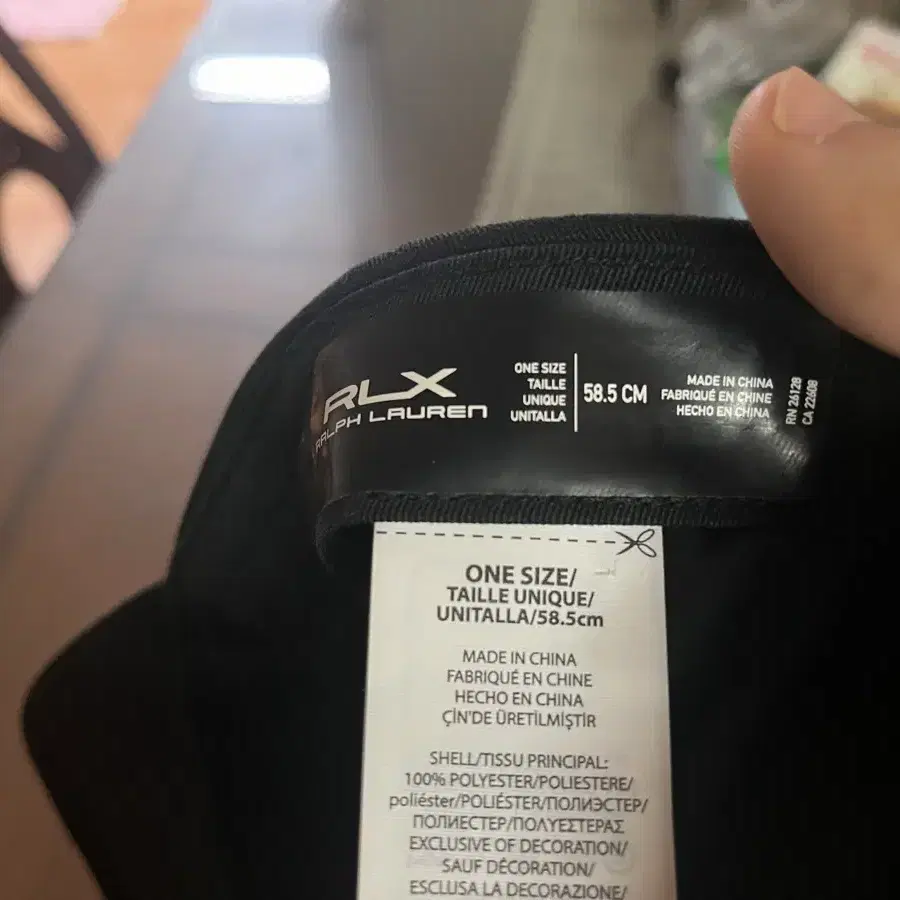 RLX
RALPH LAUREN
ONE SIZE
TAILLE
UNIQUE
UNITALLA
58.5 CM
MADE IN CHINA
FABRIQUÉ EN CHINE
HECHO EN CHINA
RN 26128
CA 22608
ONE SIZE/
TAILLE UNIQUE/
UNITALLA/58.5cm
MADE IN CHINA
FABRIQUÉ EN CHINE
HECHO EN CHINA
ÇİN'DE ÜRETİLMİŞTİR
SHELL/TISSU PRINCIPAL:
100% POLYESTER/POLIESTERE/
poliéster/POLIÉSTER/ПОЛИЭСТЕР/
ПОЛИЕСТЕР/ΠΟΛΥΕΣΤΕΡΑΣ
EXCLUSIVE OF DECORATION/
SAUF DÉCORATION/
ESCLUSA LA DECORAZIONE/